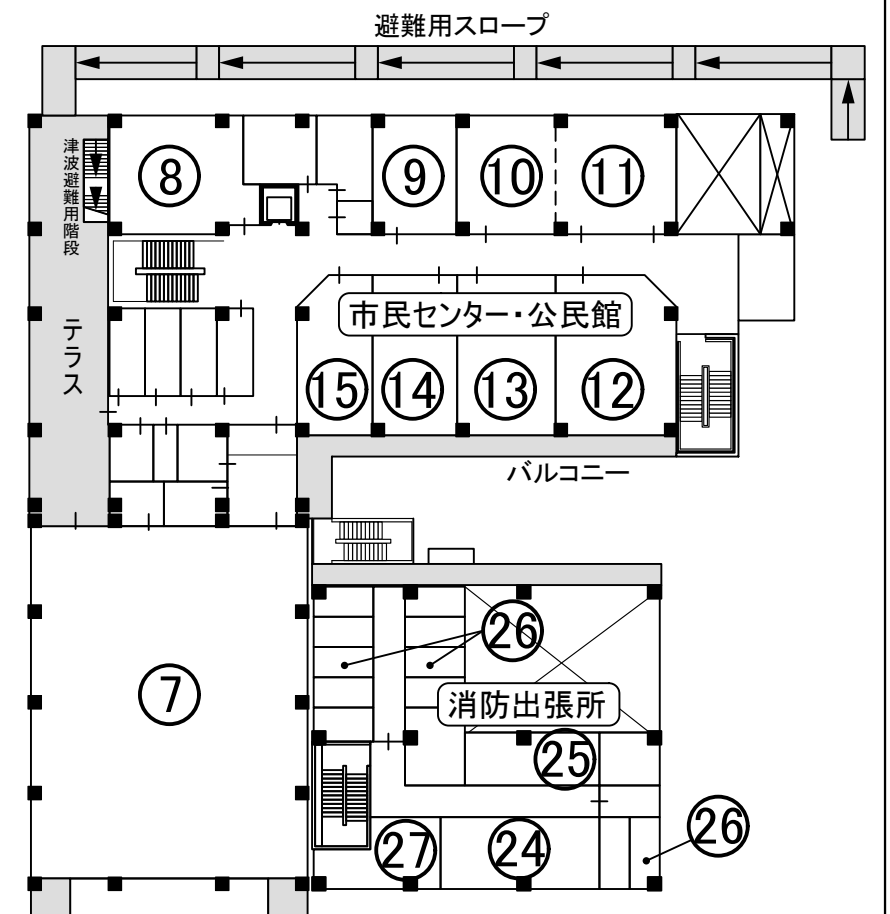 避難用スロープ
津波避難用階段
⑧
⑨
⑩
⑪
テラス
市民センター・公民館
⑮
⑭
⑬
⑫
バルコニー
㉖
⑦
消防出張所
㉕
㉗
㉔
㉖